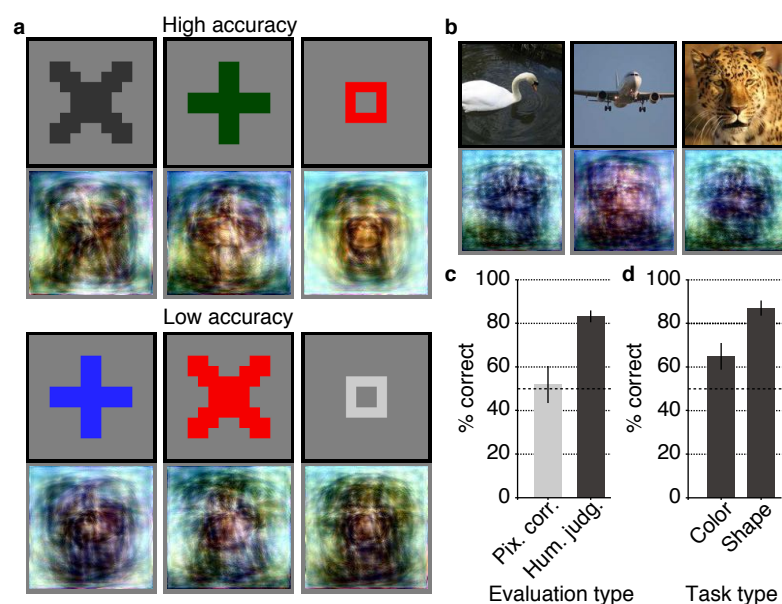 a
High accuracy
Low accuracy
b
c
100
80
60
40
20
0
% correct
Pix. corr.
Hum. judg.
Evaluation type
d
100
80
60
40
20
0
% correct
Color
Shape
Task type